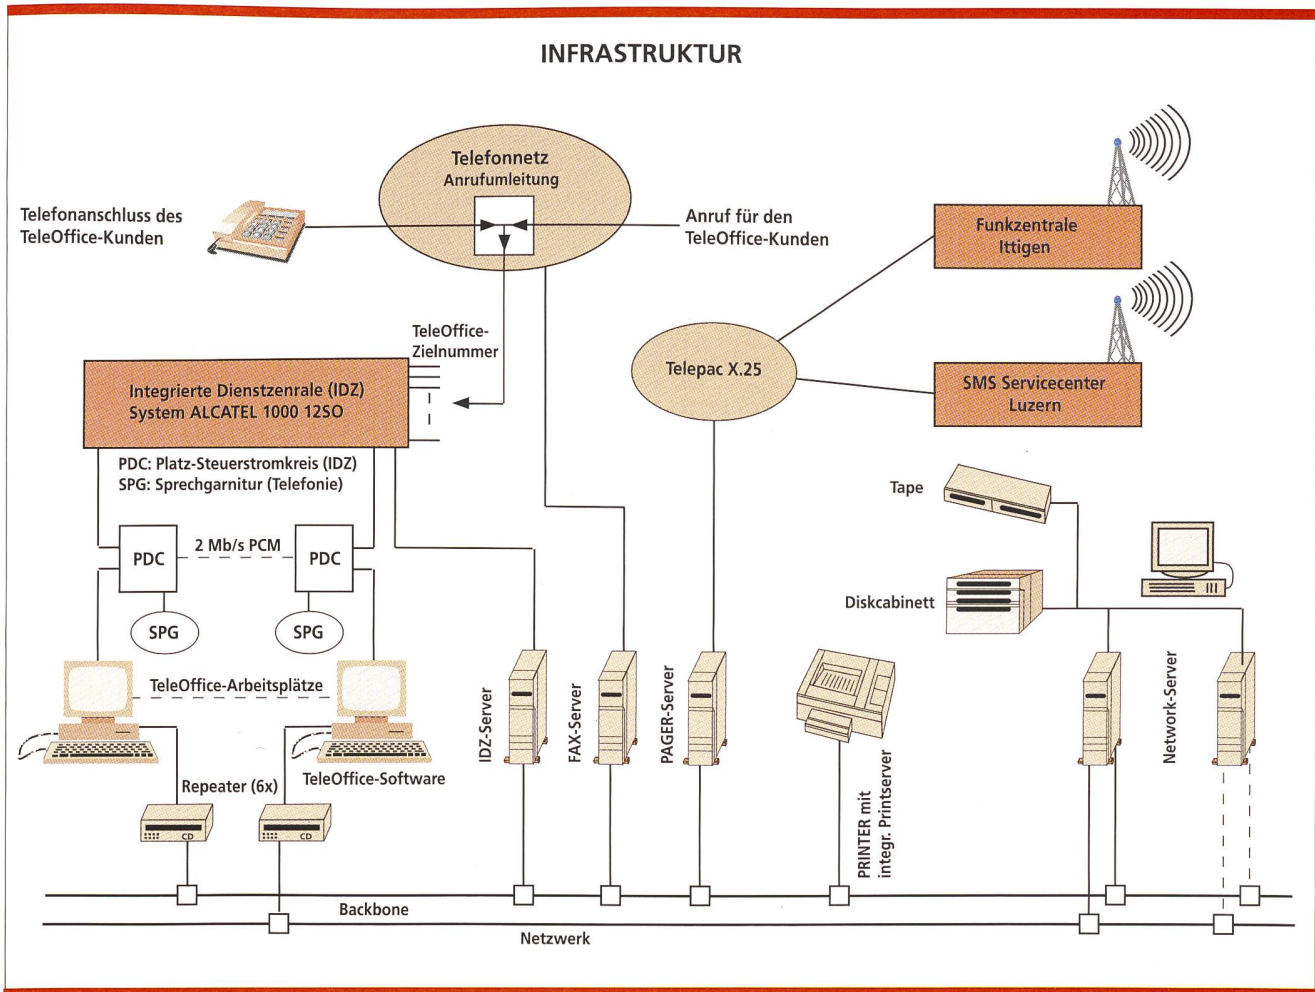 INFRASTRUKTUR
Telefonnetz
Anrufumleitung
Telefonanschluss des
TeleOffice-Kunden
Anruf für den
TeleOffice-Kunden
Funkzentrale
Ittigen
TeleOffice-
Zielnummer
Telepac X.25
SMS Servicecenter
Luzern
Integrierte Dienstzenrale (IDZ)
System ALCATEL 1000 12SO
PDC: Platz-Steuerstromkreis (IDZ)
SPG: Sprechgarnitur (Telefonie)
Tape
PDC
2 Mb/s PCM
PDC
Diskcabinett
SPG
SPG
TeleOffice-Arbeitsplätze
IDZ-Server
FAX-Server
PAGER-Server
Network-Server
TeleOffice-Software
Repeater (6x)
CD
CD
PRINTER mit
integr. Printserver
Backbone
Netzwerk